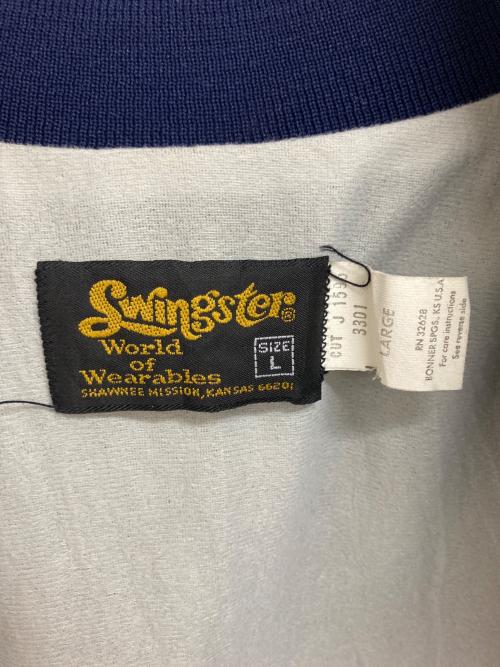 Swingster®
World
of
Wearables
SHAWNEE MISSION, KANSAS 66201
SIZE
L
CUT J 159
3301
LARGE
RN 32628
BONNER SPGS. KS U.S.A.
For care instructions
See reverse side